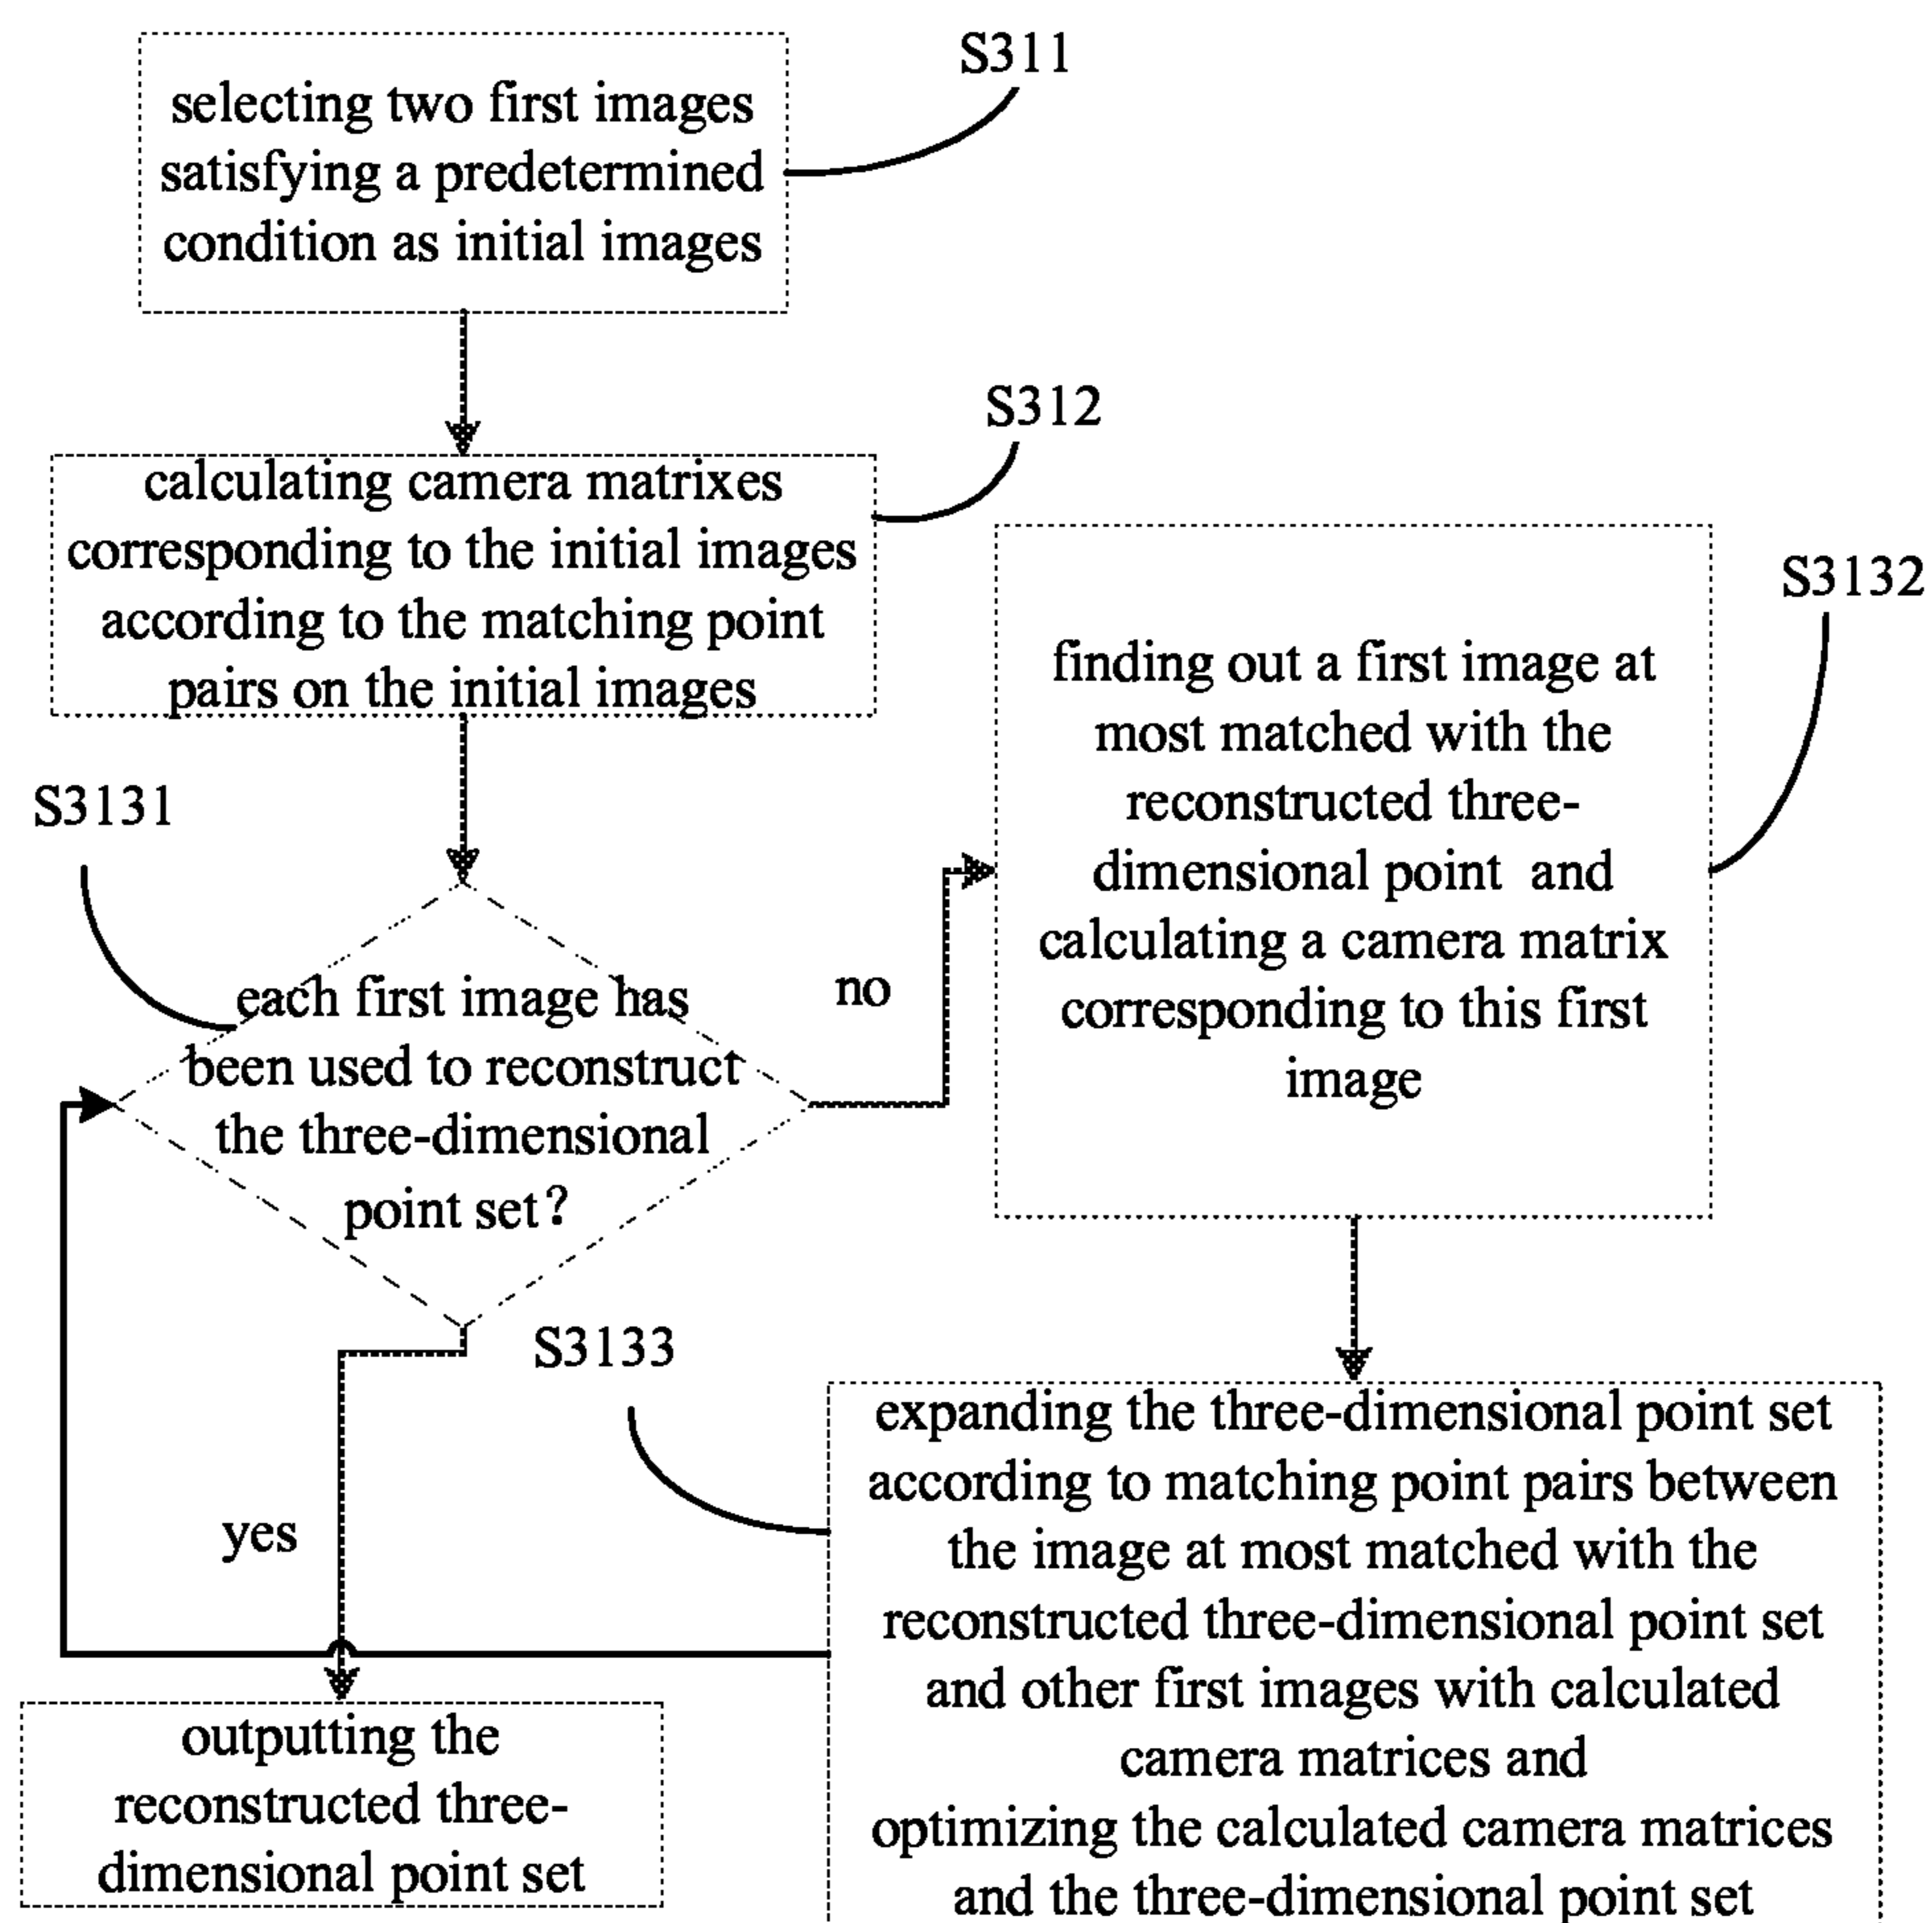 S311
selecting two first images
satisfying a predetermined
condition as initial images
S312
calculating camera matrixes
corresponding to the initial images
according to the matching point
pairs on the initial images
S3132
finding out a first image at
most matched with the
reconstructed three-
dimensional point and
calculating a camera matrix
corresponding to this first
image
S3131
each first image has
been used to reconstruct
the three-dimensional
point set?
no
yes
S3133
expanding the three-dimensional point set
according to matching point pairs between
the image at most matched with the
reconstructed three-dimensional point set
and other first images with calculated
camera matrices and
optimizing the calculated camera matrices
and the three-dimensional point set
outputting the
reconstructed three-
dimensional point set